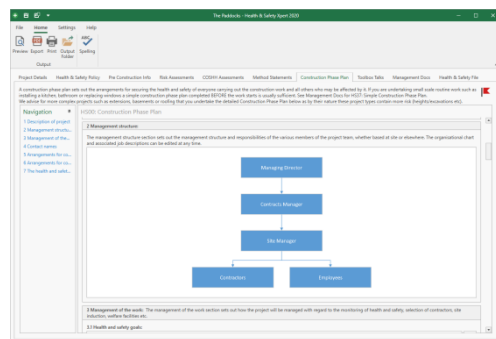 The Paddocks - Health & Safety Xpert 2020
File Home Settings Help
Preview Export Print Output Folder Spelling
Output
Project Details Health & Safety Policy Pre Construction Info Risk Assessments COSHH Assessments Method Statements Construction Phase Plan Toolbox Talks Management Docs Health & Safety File
A construction phase plan sets out the arrangements for securing the health and safety of everyone carrying out the construction work and all others who may be affected by it. If you are undertaking small scale routine work such as
installing a kitchen, bathroom or replacing windows a simple construction phase plan completed BEFORE the work starts is usually sufficient. See Management Docs for HS57: Simple Construction Phase Plan.
We advise for more complex projects such as extensions, basements or roofing that you undertake the detailed Construction Phase Plan below as by their nature these project types contain more risk (heights/excavations etc).
Navigation
1 Description of project
2 Management structu...
3 Management of the...
4 Contact names
5 Arrangements for co...
6 Arrangements for co...
7 The health and safet...
Construction Phase Plan
2 Management structure
The management structure section sets out the management structure and responsibilities of the various members of the project team, whether based at site or elsewhere. The organisational chart
and associated job descriptions can be edited at any time.
Managing Director
Contracts Manager
Site Manager
Contractors Employees
3 Management of the work: The management of the work section sets out how the project will be managed with regard to the monitoring of health and safety, selection of contractors, site
induction, welfare facilities etc.
3.1 Health and safety goals: